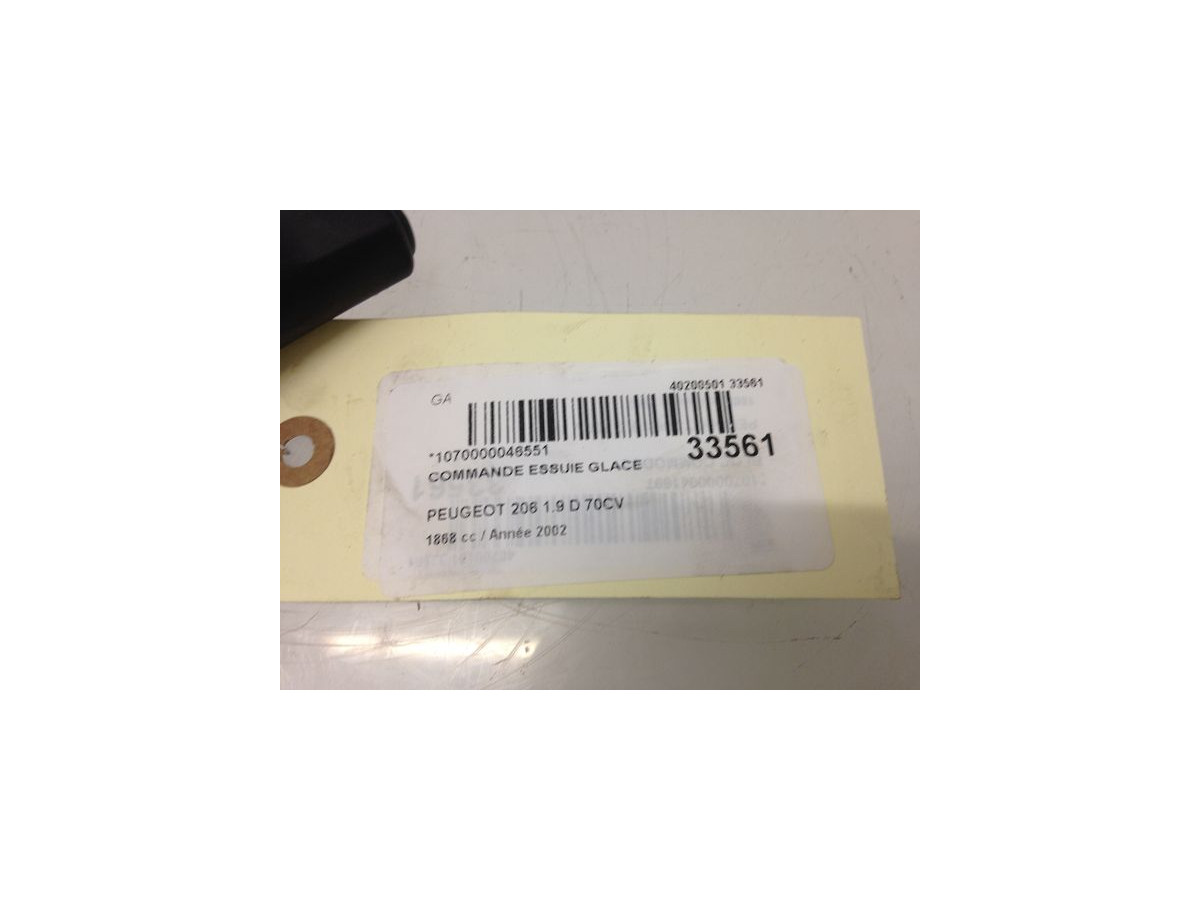 GA
40200501 33561
*1070000046551
33561
COMMANDE ESSUIE GLACE
PEUGEOT 206 1.9 D 70CV
1868 cc / Année 2002